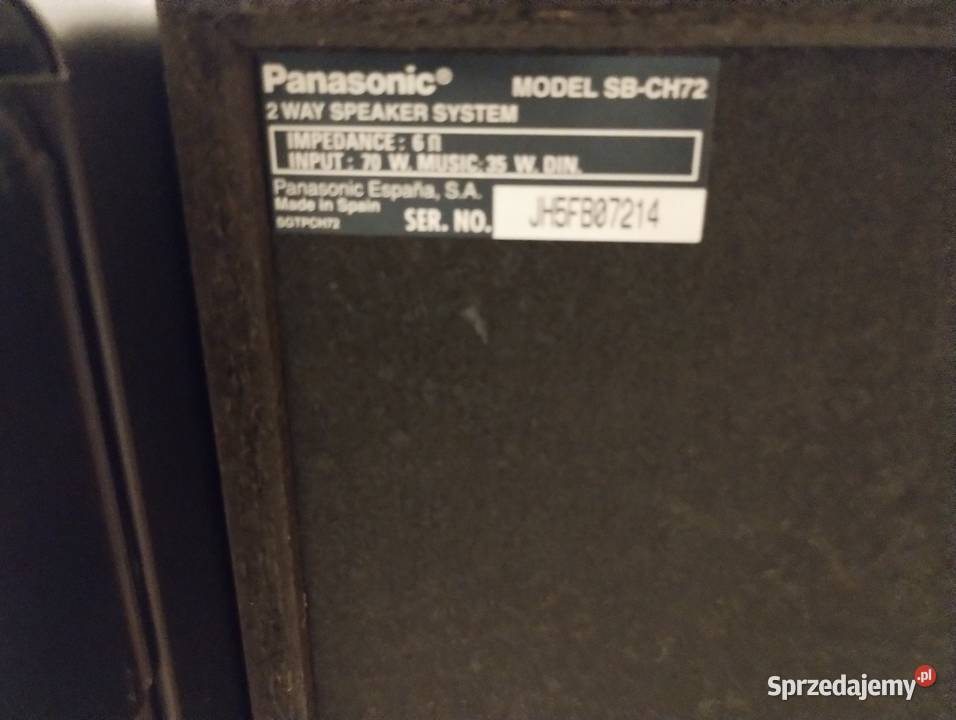 Panasonic® MODEL SB-CH72
2 WAY SPEAKER SYSTEM
IMPEDANCE : 6 Ω
INPUT : 70 W. MUSIC: 35 W. DIN.
Panasonic España, S.A.
Made in Spain
SGTPCH72 SER. NO. JH5FB07214
Sprzedajemy.pl